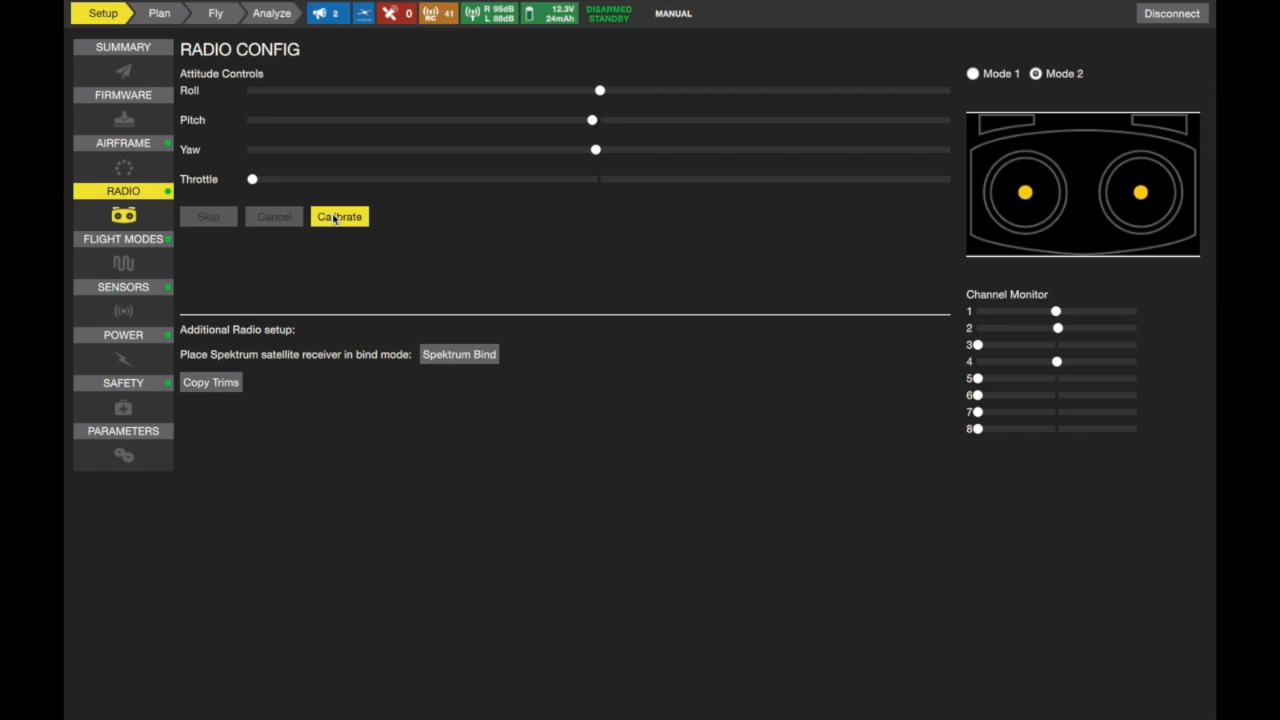 Setup Plan Fly Analyze 2 0 RC 41 R 95dB 12.3V DISARMED MANUAL Disconnect
L 88dB 24mAh STANDBY
SUMMARY
FIRMWARE
AIRFRAME
RADIO
FLIGHT MODES
SENSORS
POWER
SAFETY
PARAMETERS
RADIO CONFIG
Attitude Controls
Roll
Pitch
Yaw
Throttle
Skip Cancel Calibrate
Additional Radio setup:
Place Spektrum satellite receiver in bind mode: Spektrum Bind
Copy Trims
Mode 1 Mode 2
Channel Monitor
1
2
3
4
5
6
7
8